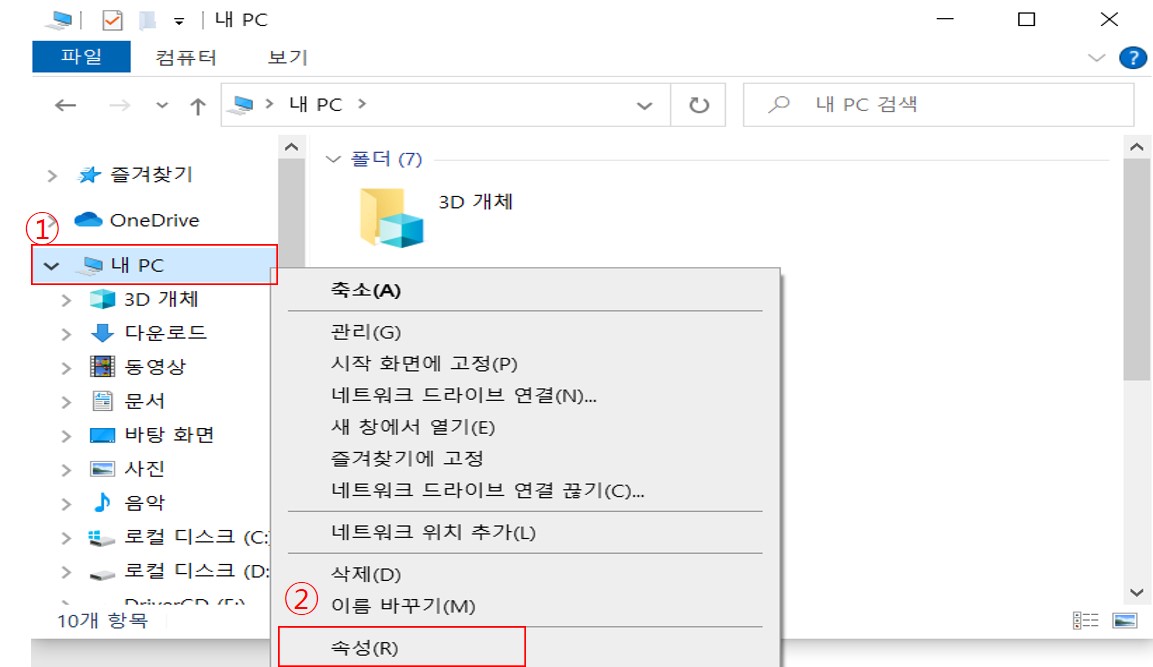 내 PC
파일 컴퓨터 보기
내 PC
내 PC 검색
즐겨찾기
OneDrive
①
내 PC
3D 개체
다운로드
동영상
문서
바탕 화면
사진
음악
로컬 디스크 (C:)
로컬 디스크 (D:
DriverCD (F:)
10개 항목
폴더 (7)
3D 개체
축소(A)
관리(G)
시작 화면에 고정(P)
네트워크 드라이브 연결(N)...
새 창에서 열기(E)
즐겨찾기에 고정
네트워크 드라이브 연결 끊기(C)...
네트워크 위치 추가(L)
삭제(D)
②
이름 바꾸기(M)
속성(R)